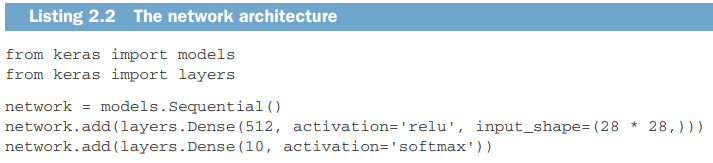 Listing 2.2 The network architecture
from keras import models
from keras import layers
network = models.Sequential()
network.add(layers.Dense(512, activation='relu', input_shape=(28 * 28,)))
network.add(layers.Dense(10, activation='softmax'))